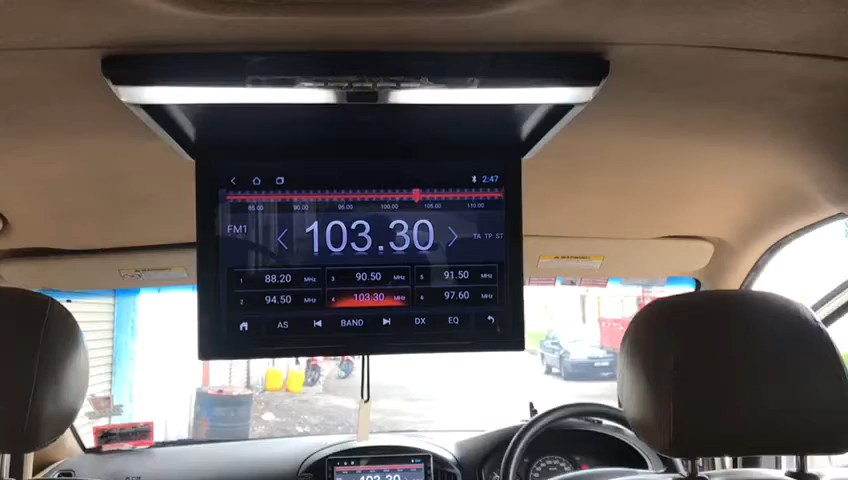 2:47
85.00 90.00 95.00 100.00 105.00 110.00
FM1 103.30 TA TP ST
1 88.20 MHz 3 90.50 MHz 5 91.50 MHz
2 94.50 MHz 4 103.30 MHz 6 97.60 MHz
AS BAND DX EQ
103.30